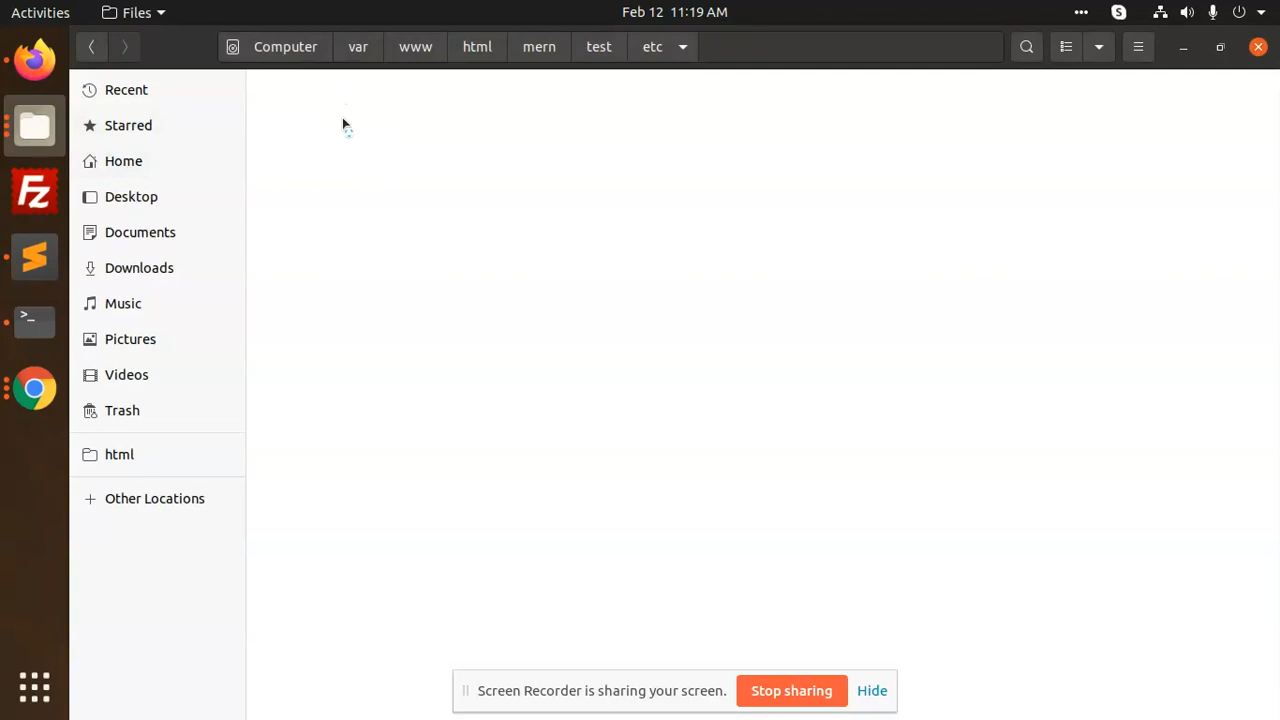 Activities Files Feb 12 11:19 AM
Computer var www html mern test etc
Recent
Starred
Home
Desktop
Documents
Downloads
Music
Pictures
Videos
Trash
html
Other Locations
Screen Recorder is sharing your screen. Stop sharing Hide